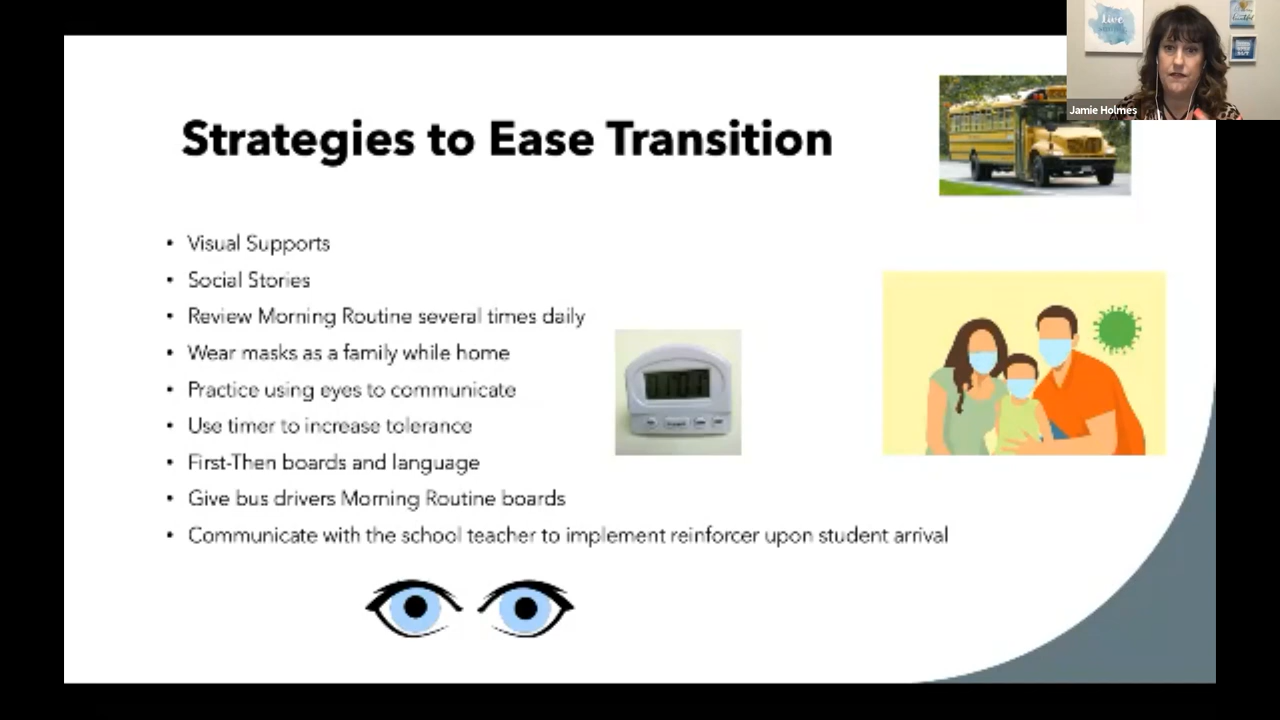 Live
Jamie Holmes
Strategies to Ease Transition
• Visual Supports
• Social Stories
• Review Morning Routine several times daily
• Wear masks as a family while home
• Practice using eyes to communicate
• Use timer to increase tolerance
• First-Then boards and language
• Give bus drivers Morning Routine boards
• Communicate with the school teacher to implement reinforcer upon student arrival